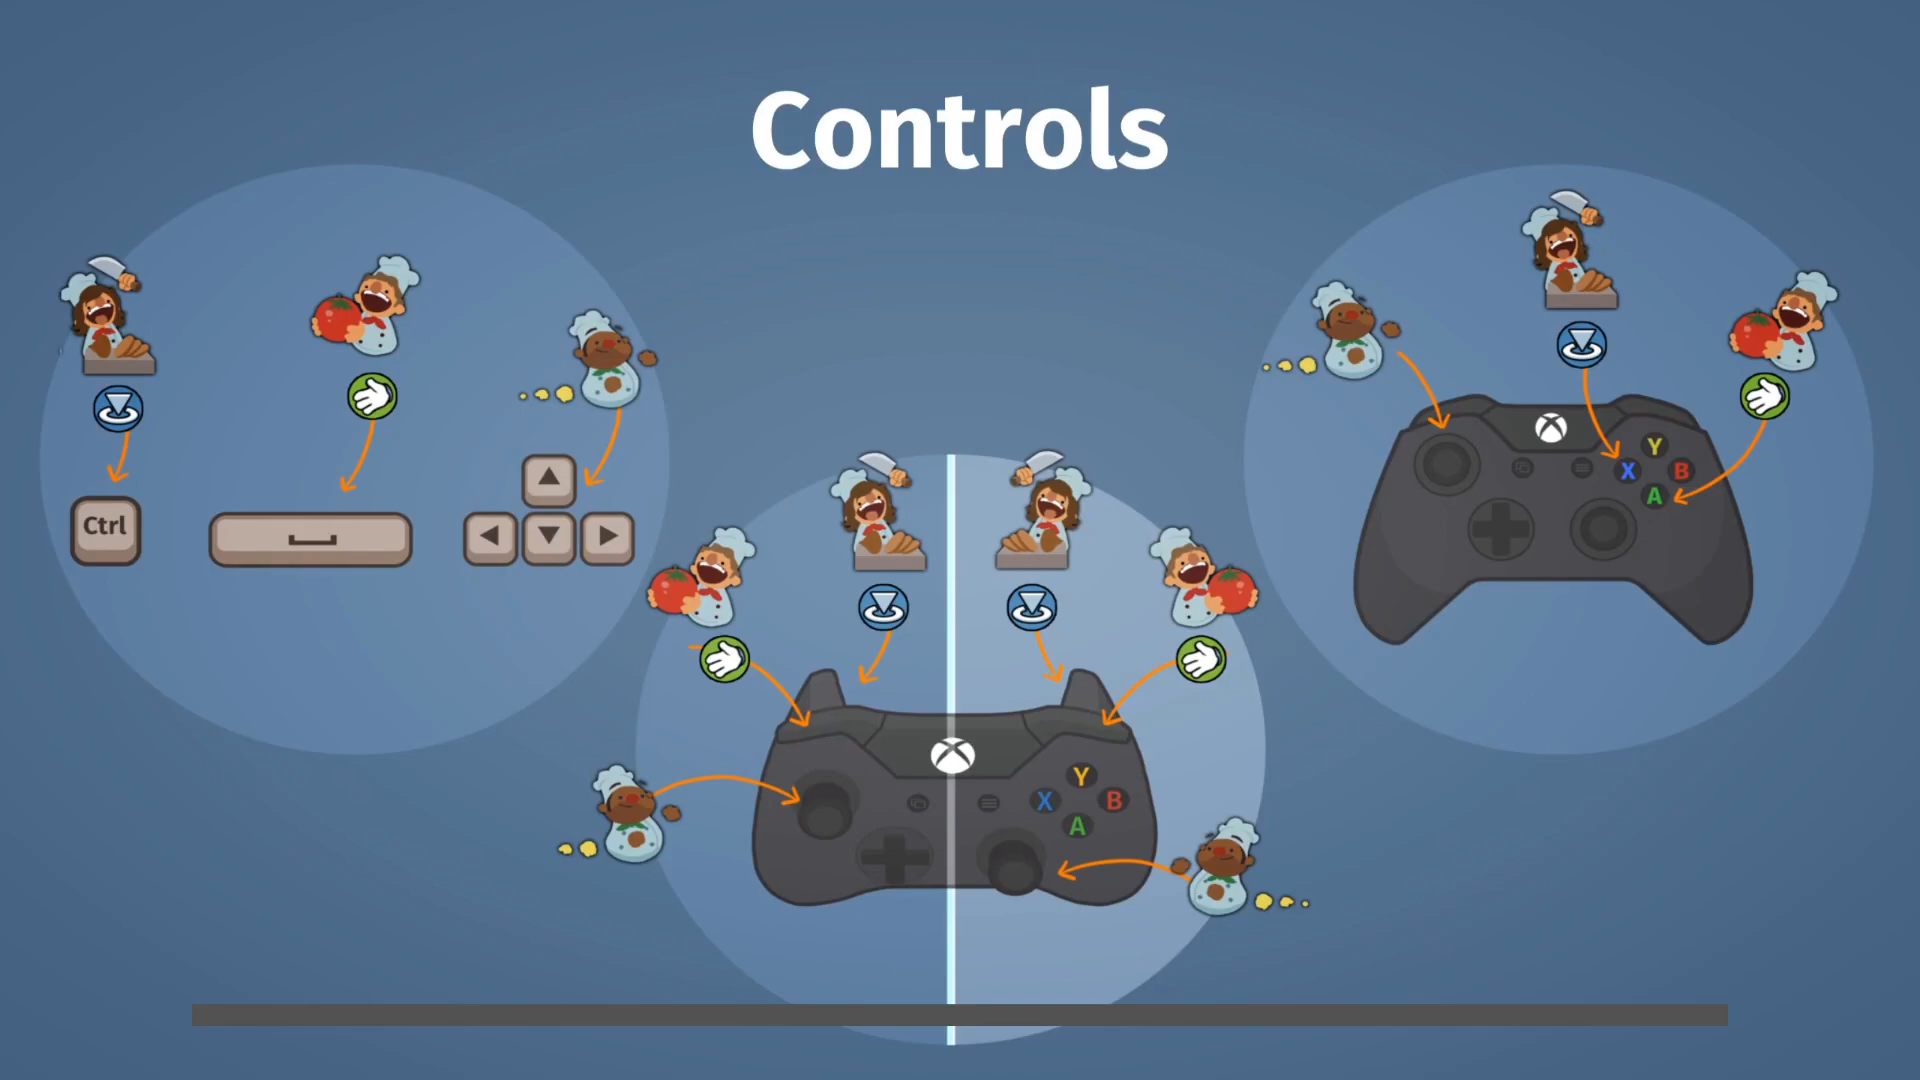 Controls
Ctrl
Y
X B
A
Y
X B
A